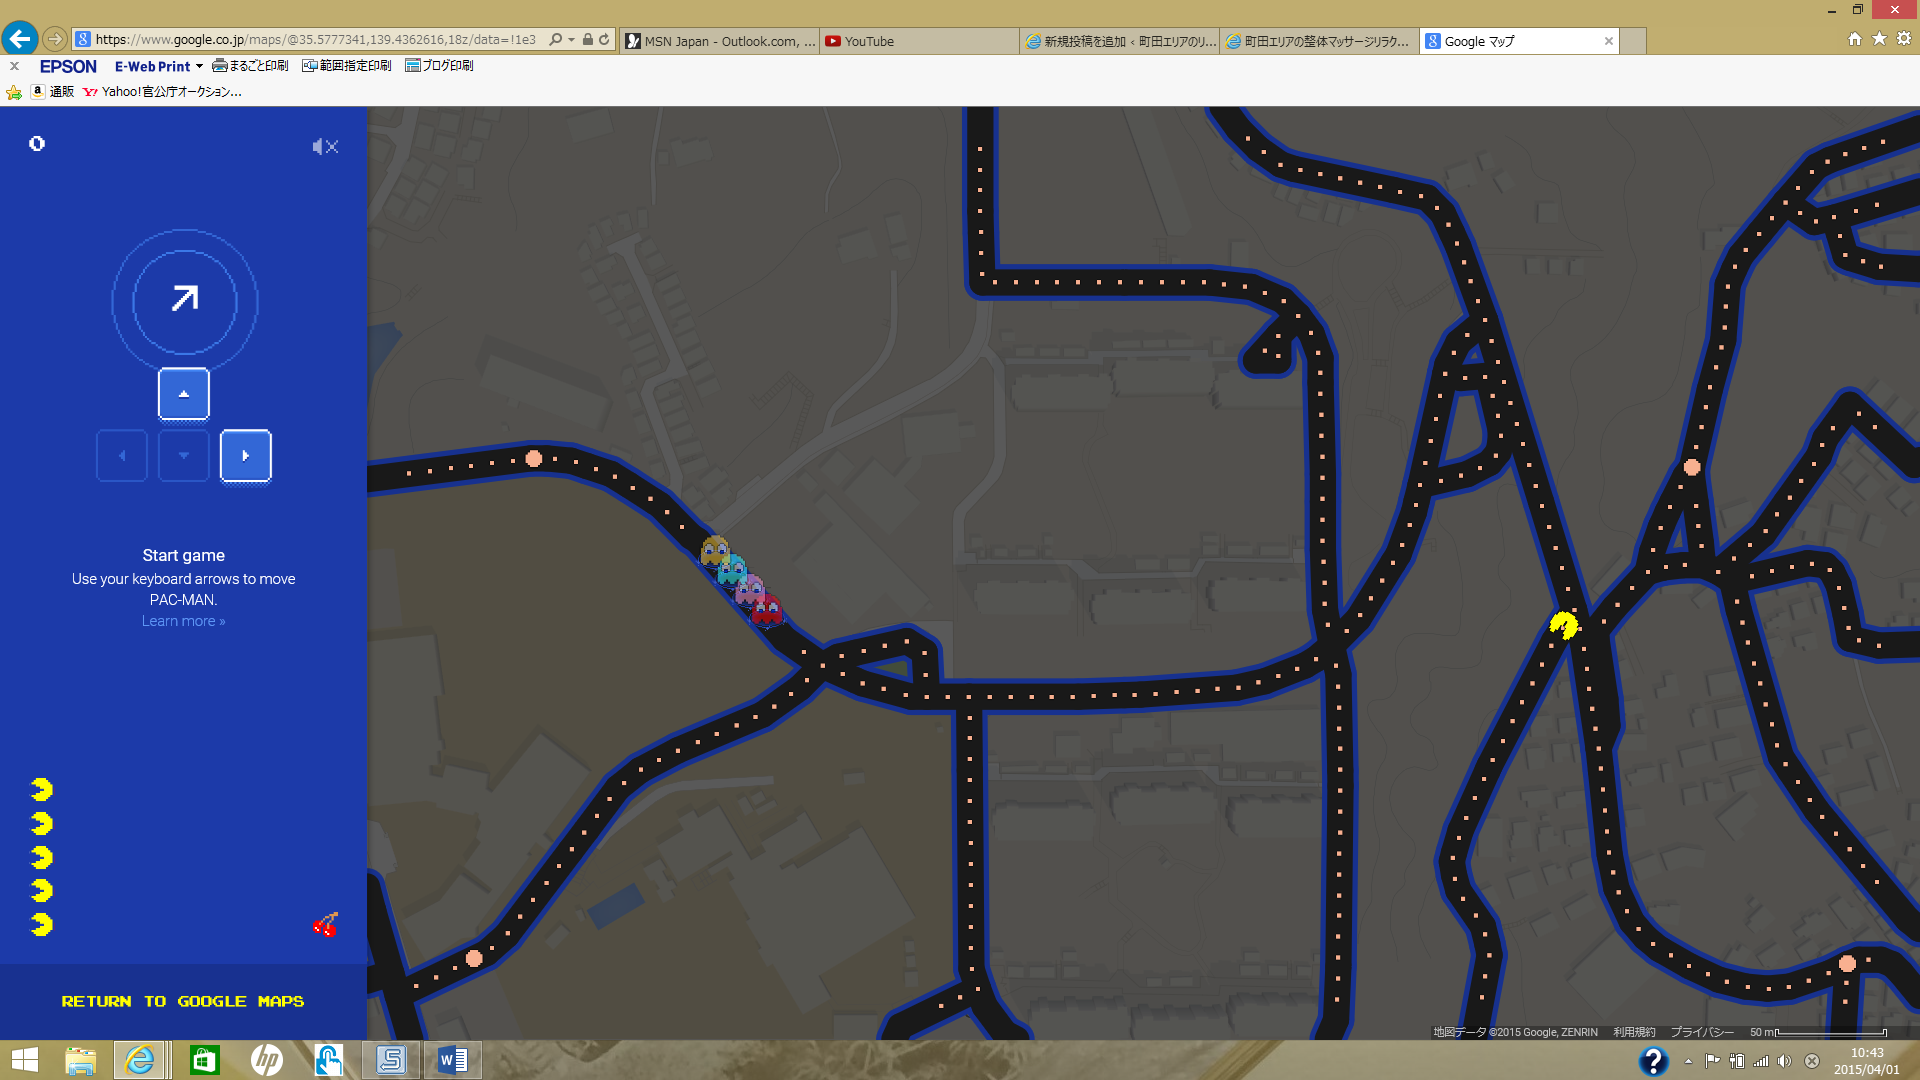 https://www.google.co.jp/maps/@35.5777341,139.4362616,18z/data=!1e3
MSN Japan - Outlook.com, ...
YouTube
新規投稿を追加 ‹ 町田エリアのリ...
町田エリアの整体マッサージリラク...
Google マップ
EPSON
E-Web Print
まるごと印刷
範囲指定印刷
ブログ印刷
通販
Yahoo!官公庁オークション...
0
Start game
Use your keyboard arrows to move
PAC-MAN.
Learn more »
RETURN TO GOOGLE MAPS
地図データ ©2015 Google, ZENRIN
利用規約
プライバシー
50 m
10:43
2015/04/01